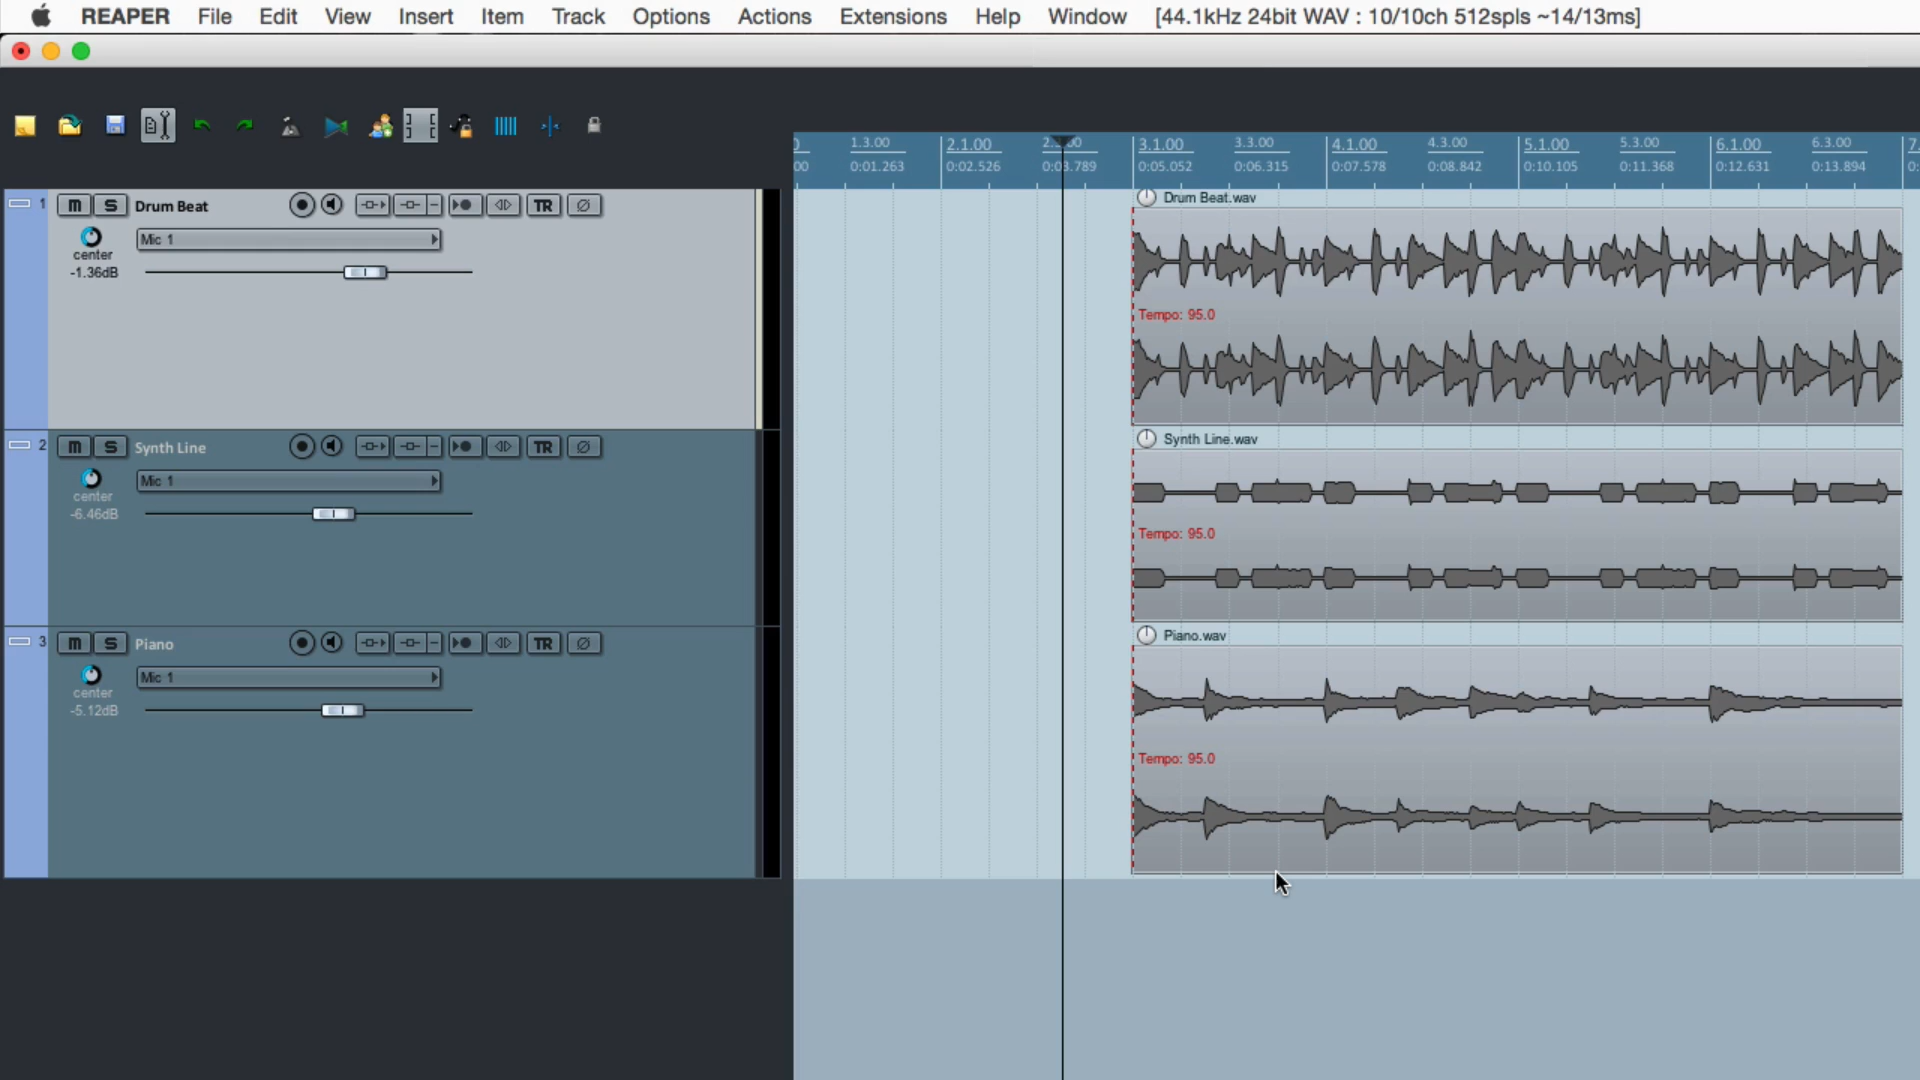 REAPER File Edit View Insert Item Track Options Actions Extensions Help Window [44.1kHz 24bit WAV : 10/10ch 512spls ~14/13ms]
1.3.00 2.1.00 3.1.00 3.3.00 4.1.00 4.3.00 5.1.00 5.3.00 6.1.00 6.3.00 7.
00 0:01.263 0:02.526 0:03.789 0:05.052 0:06.315 0:07.578 0:08.842 0:10.105 0:11.368 0:12.631 0:13.894 0:
1 M S Drum Beat TR Ø
Mic 1
center
-1.36dB
Drum Beat.wav
Tempo: 95.0
2 M S Synth Line TR Ø
Mic 1
center
-6.46dB
Synth Line.wav
Tempo: 95.0
3 M S Piano TR Ø
Mic 1
center
-5.12dB
Piano.wav
Tempo: 95.0